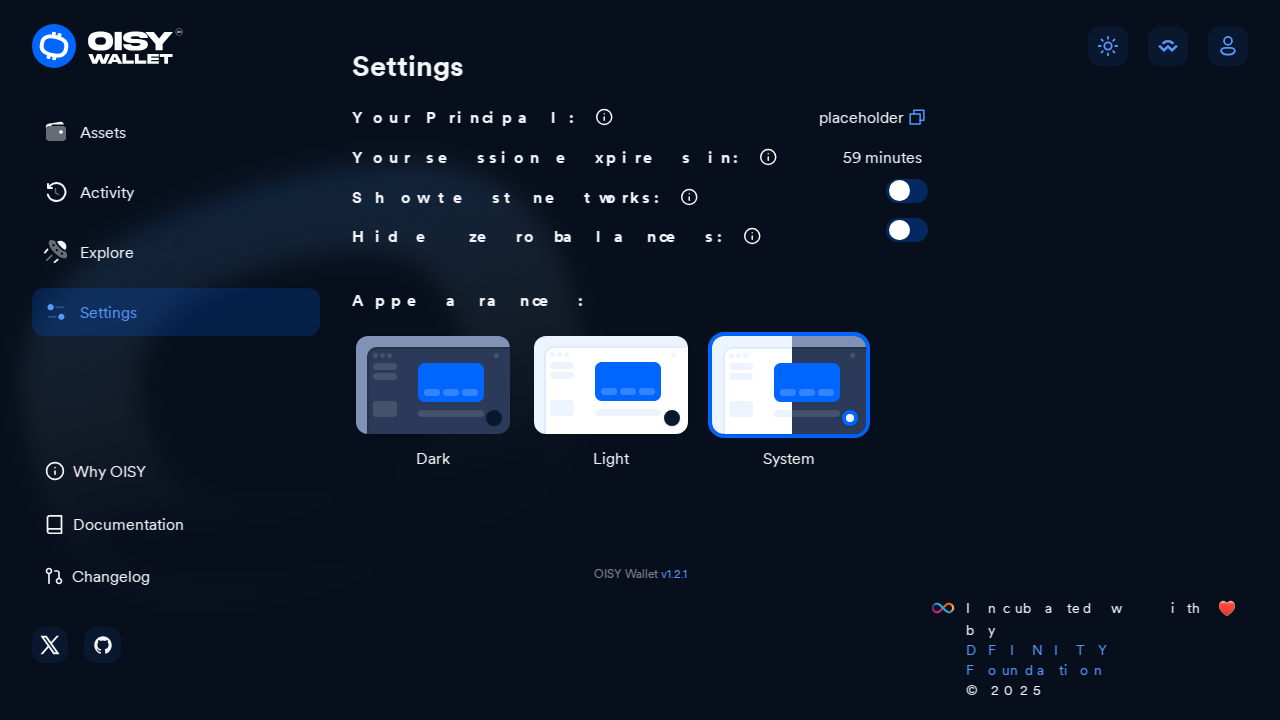 OISY
WALLET
Settings
Assets
Activity
Explore
Settings
Why OISY
Documentation
Changelog
Your Principal:
placeholder
Your session expires in:
59 minutes
Show test networks:
Hide zero balances:
Appearance:
Dark
Light
System
OISY Wallet v1.2.1
Incubated with ❤️
by
DFINITY
Foundation
© 2025